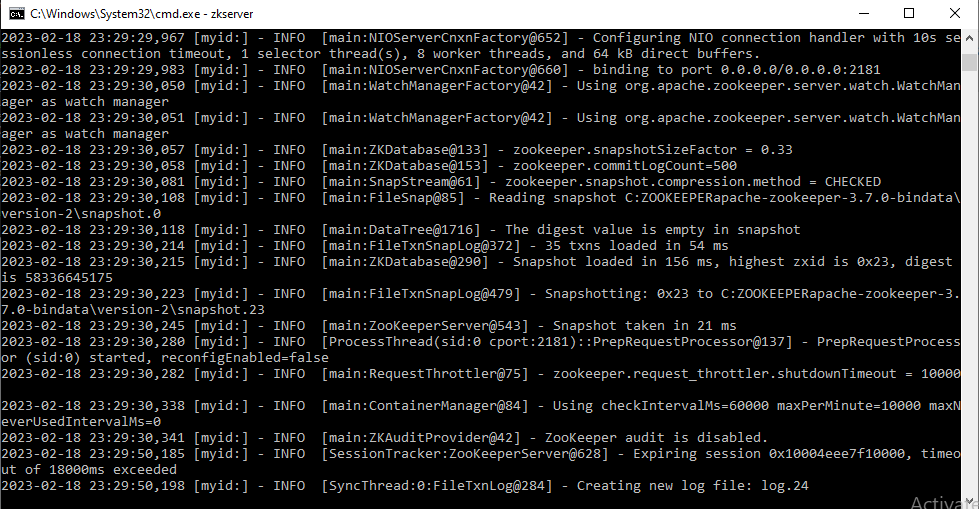 C:\Windows\System32\cmd.exe - zkserver
2023-02-18 23:29:29,967 [myid:] - INFO  [main:NIOServerCnxnFactory@652] - Configuring NIO connection handler with 10s se
ssionless connection timeout, 1 selector thread(s), 8 worker threads, and 64 kB direct buffers.
2023-02-18 23:29:29,983 [myid:] - INFO  [main:NIOServerCnxnFactory@660] - binding to port 0.0.0.0/0.0.0.0:2181
2023-02-18 23:29:30,050 [myid:] - INFO  [main:WatchManagerFactory@42] - Using org.apache.zookeeper.server.watch.WatchMan
ager as watch manager
2023-02-18 23:29:30,051 [myid:] - INFO  [main:WatchManagerFactory@42] - Using org.apache.zookeeper.server.watch.WatchMan
ager as watch manager
2023-02-18 23:29:30,057 [myid:] - INFO  [main:ZKDatabase@133] - zookeeper.snapshotSizeFactor = 0.33
2023-02-18 23:29:30,058 [myid:] - INFO  [main:ZKDatabase@153] - zookeeper.commitLogCount=500
2023-02-18 23:29:30,081 [myid:] - INFO  [main:SnapStream@61] - zookeeper.snapshot.compression.method = CHECKED
2023-02-18 23:29:30,108 [myid:] - INFO  [main:FileSnap@85] - Reading snapshot C:ZOOKEEPERapache-zookeeper-3.7.0-bindata\
version-2\snapshot.0
2023-02-18 23:29:30,118 [myid:] - INFO  [main:DataTree@1716] - The digest value is empty in snapshot
2023-02-18 23:29:30,214 [myid:] - INFO  [main:FileTxnSnapLog@372] - 35 txns loaded in 54 ms
2023-02-18 23:29:30,215 [myid:] - INFO  [main:ZKDatabase@290] - Snapshot loaded in 156 ms, highest zxid is 0x23, digest
is 58336645175
2023-02-18 23:29:30,223 [myid:] - INFO  [main:FileTxnSnapLog@479] - Snapshotting: 0x23 to C:ZOOKEEPERapache-zookeeper-3.
7.0-bindata\version-2\snapshot.23
2023-02-18 23:29:30,245 [myid:] - INFO  [main:ZooKeeperServer@543] - Snapshot taken in 21 ms
2023-02-18 23:29:30,280 [myid:] - INFO  [ProcessThread(sid:0 cport:2181)::PrepRequestProcessor@137] - PrepRequestProcess
or (sid:0) started, reconfigEnabled=false
2023-02-18 23:29:30,282 [myid:] - INFO  [main:RequestThrottler@75] - zookeeper.request_throttler.shutdownTimeout = 10000
2023-02-18 23:29:30,338 [myid:] - INFO  [main:ContainerManager@84] - Using checkIntervalMs=60000 maxPerMinute=10000 maxN
everUsedIntervalMs=0
2023-02-18 23:29:30,341 [myid:] - INFO  [main:ZKAuditProvider@42] - ZooKeeper audit is disabled.
2023-02-18 23:29:50,185 [myid:] - INFO  [SessionTracker:ZooKeeperServer@628] - Expiring session 0x10004eee7f10000, timeo
ut of 18000ms exceeded
2023-02-18 23:29:50,198 [myid:] - INFO  [SyncThread:0:FileTxnLog@284] - Creating new log file: log.24